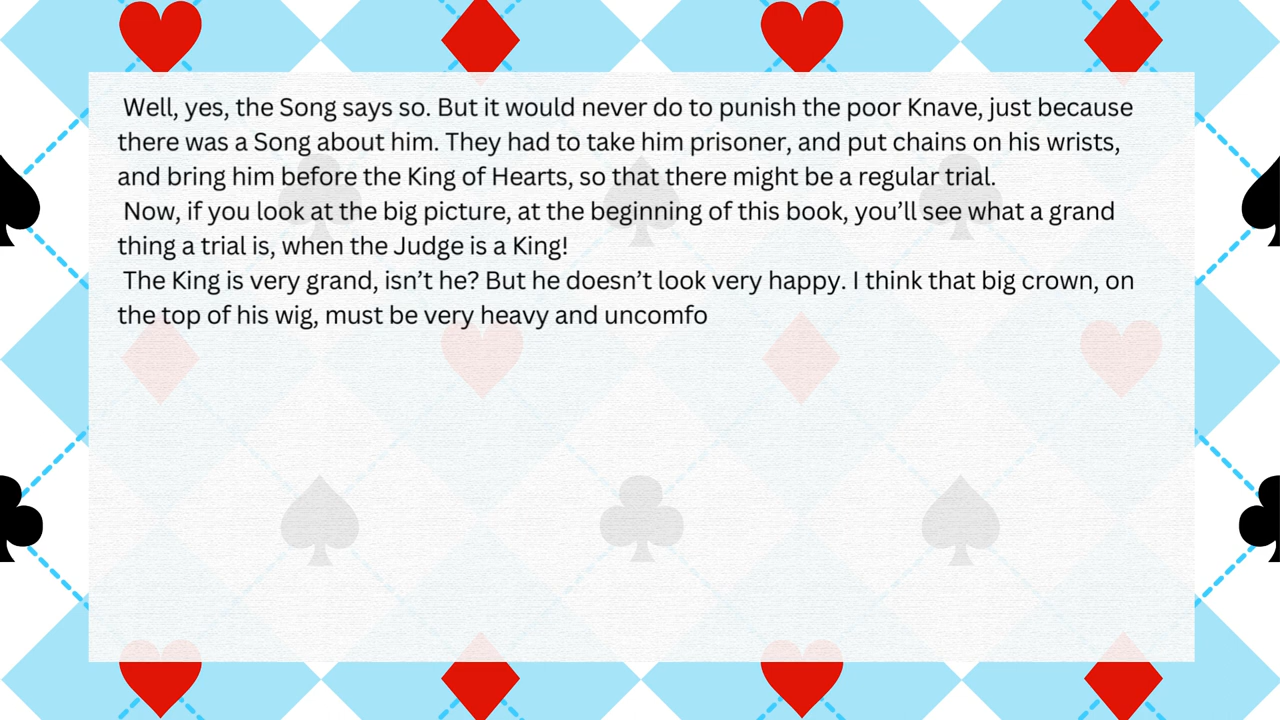 Well, yes, the Song says so. But it would never do to punish the poor Knave, just because
there was a Song about him. They had to take him prisoner, and put chains on his wrists,
and bring him before the King of Hearts, so that there might be a regular trial.
Now, if you look at the big picture, at the beginning of this book, you’ll see what a grand
thing a trial is, when the Judge is a King!
The King is very grand, isn’t he? But he doesn’t look very happy. I think that big crown, on
the top of his wig, must be very heavy and uncomfo